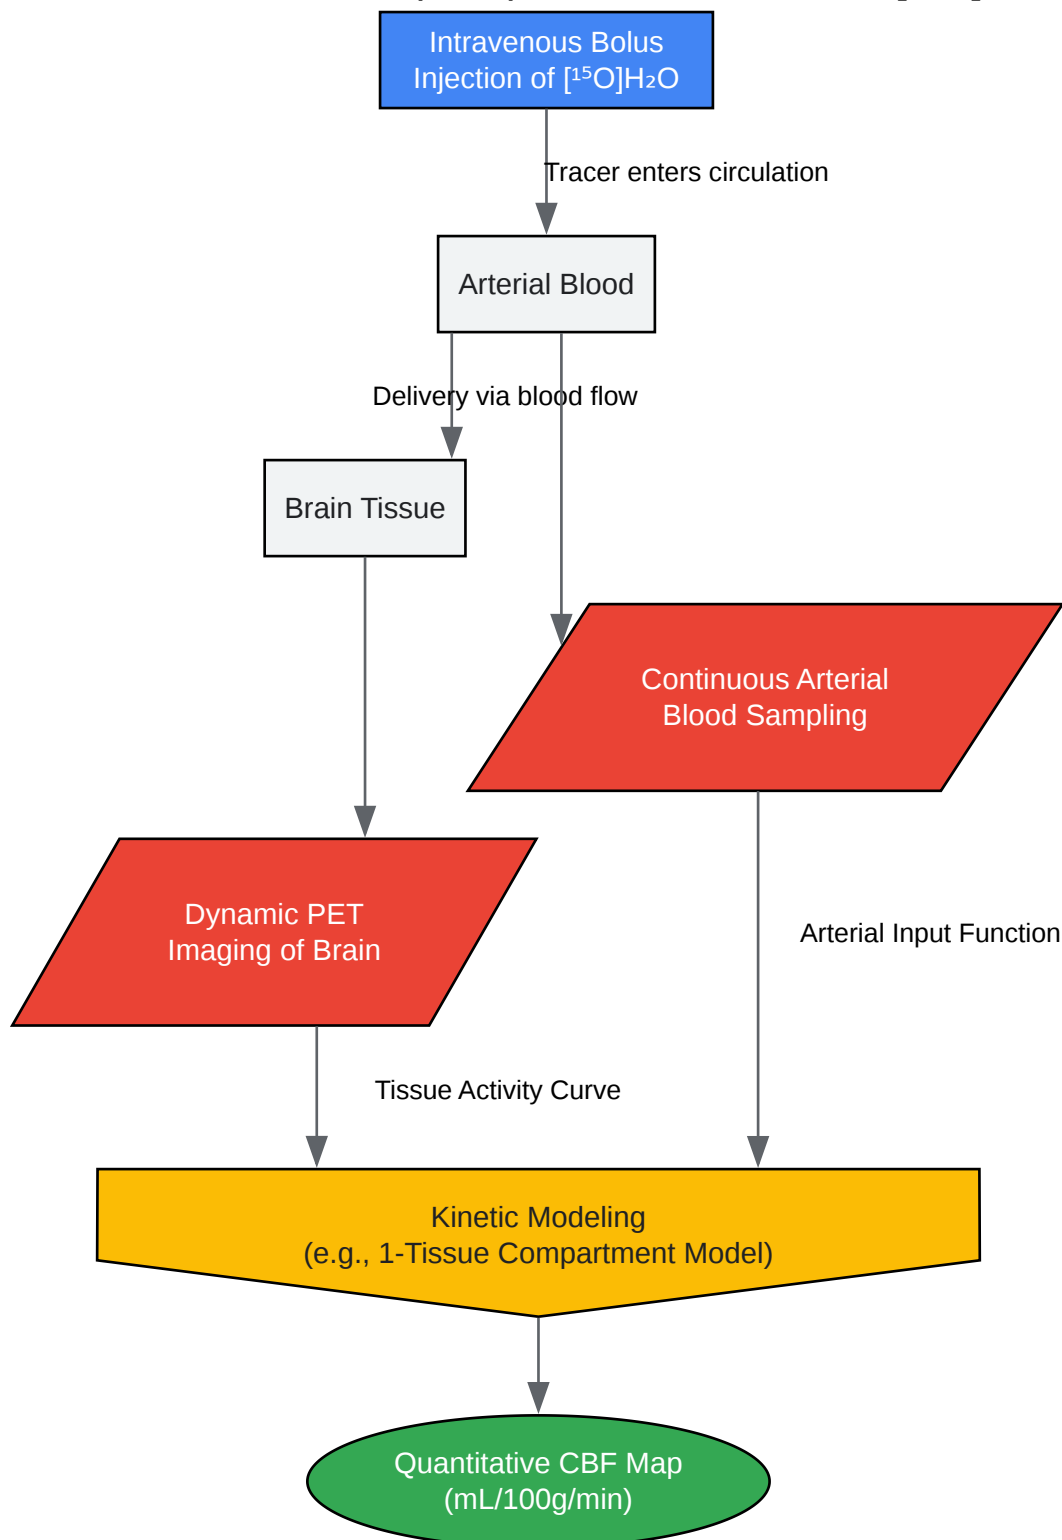 Intravenous Bolus
Injection of [¹⁵O]H₂O
Tracer enters circulation
Arterial Blood
Delivery via blood flow
Brain Tissue
Continuous Arterial
Blood Sampling
Dynamic PET
Imaging of Brain
Arterial Input Function
Tissue Activity Curve
Kinetic Modeling
(e.g., 1-Tissue Compartment Model)
Quantitative CBF Map
(mL/100g/min)